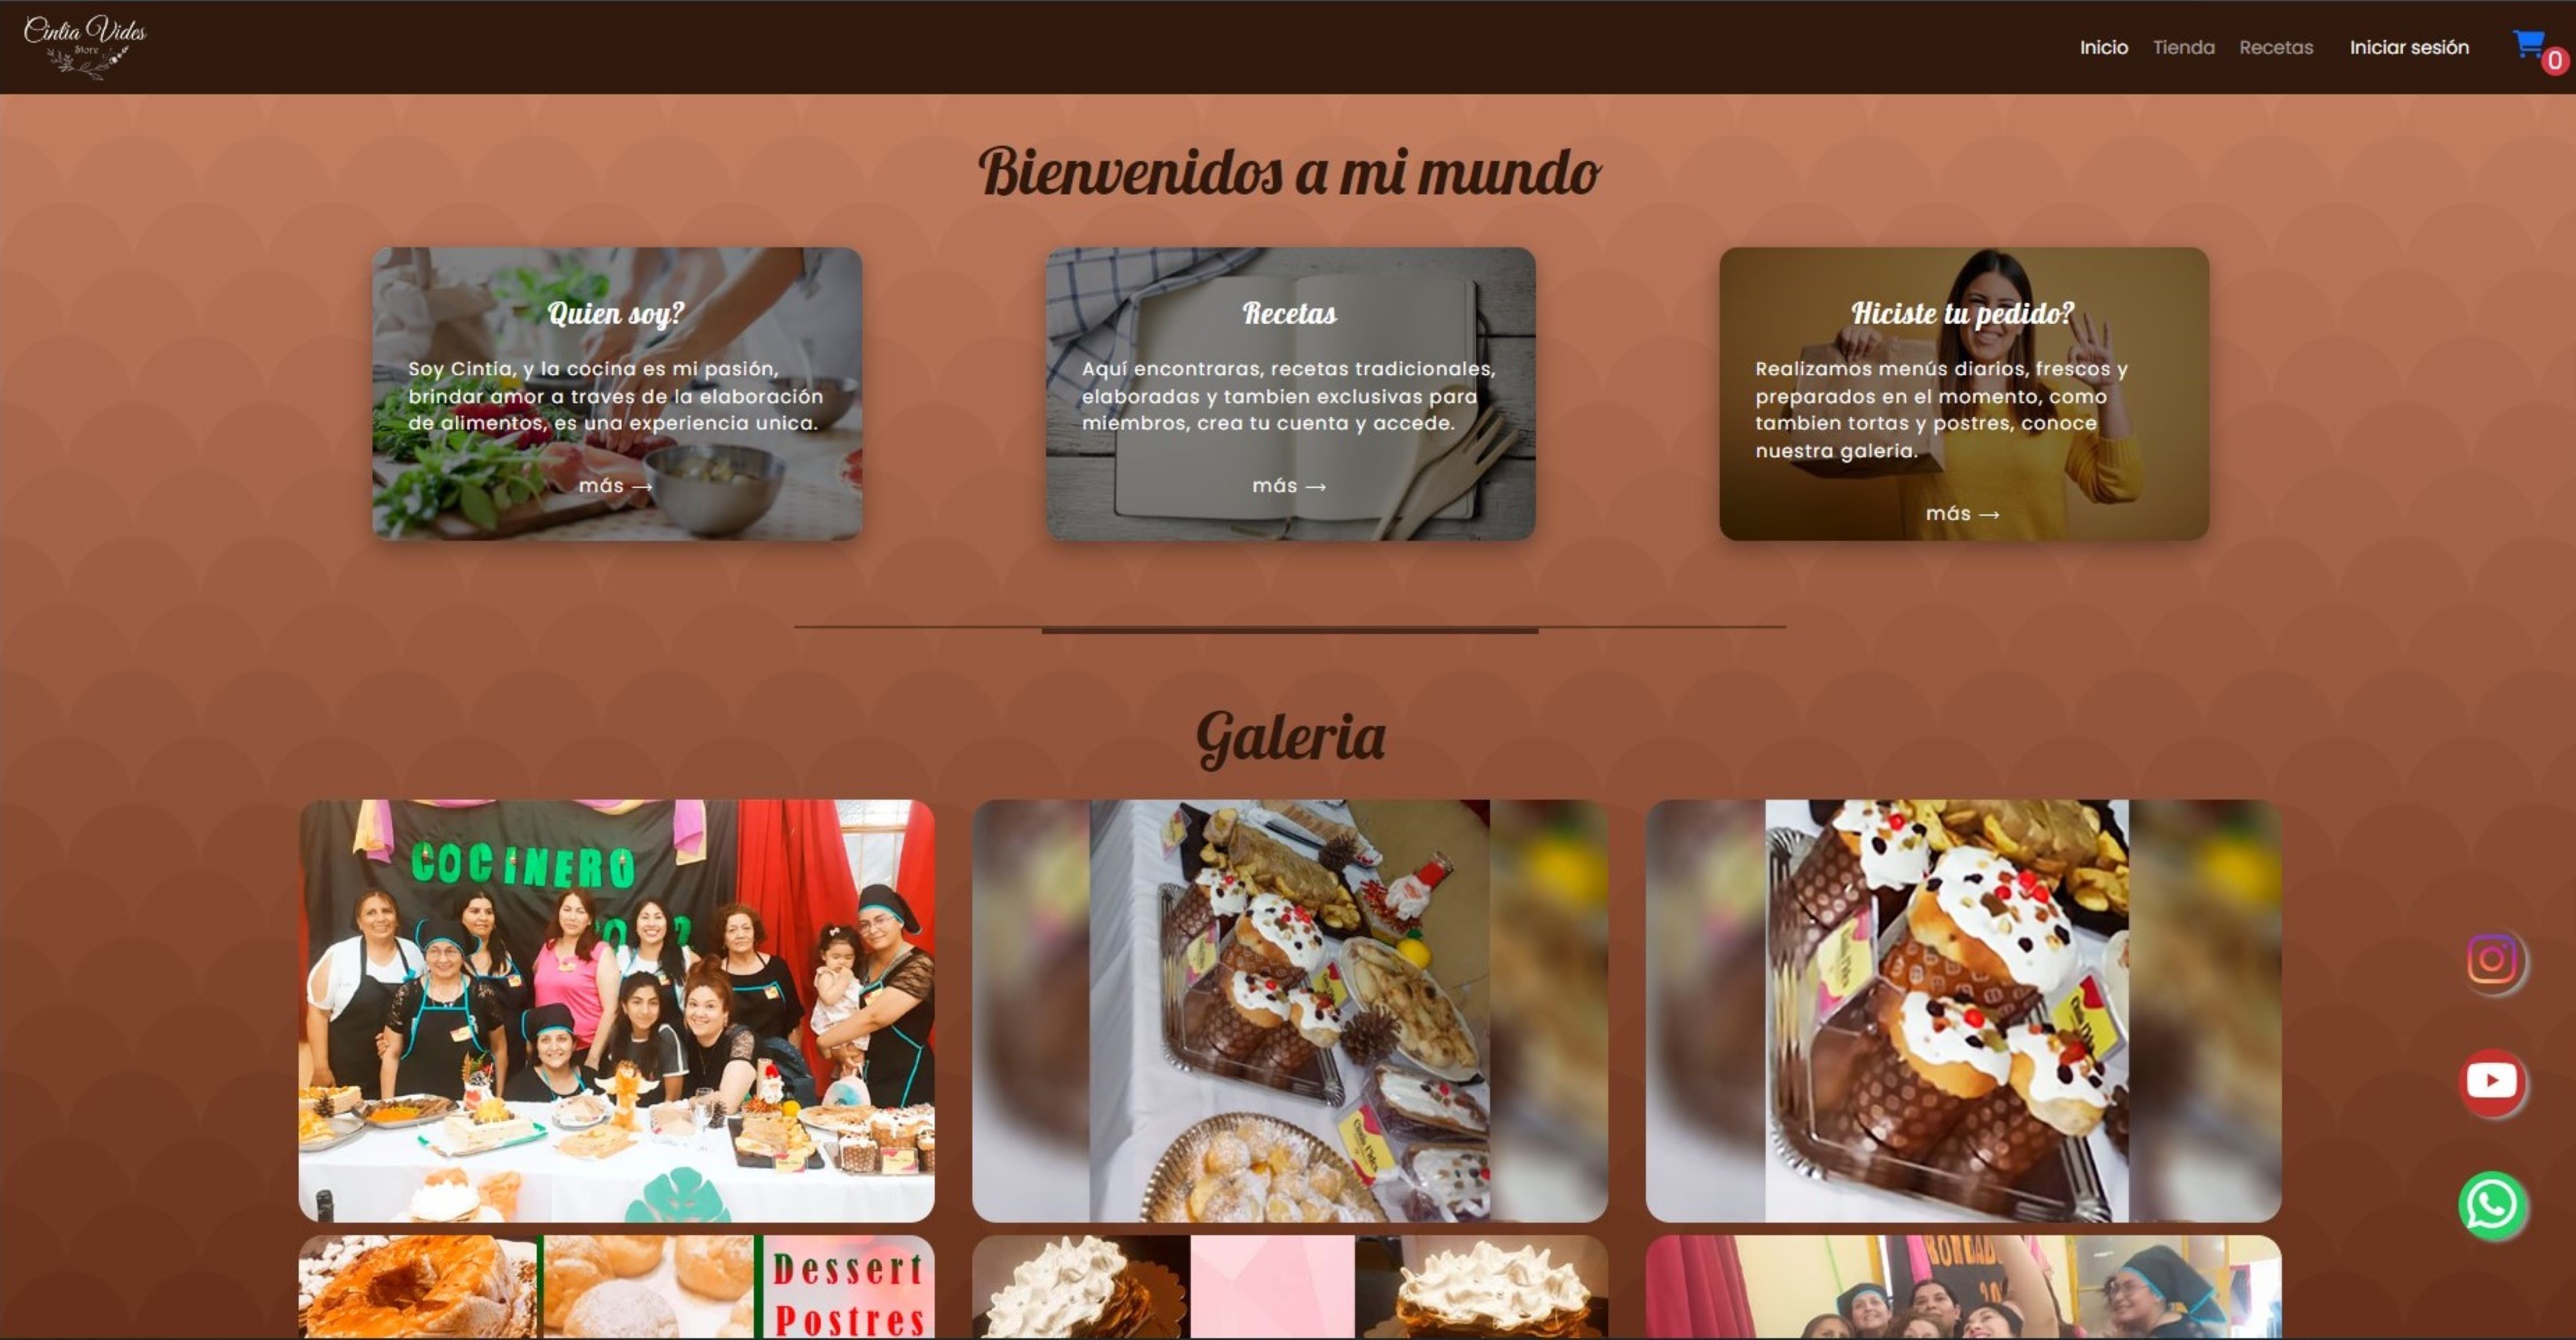 Cintia Vides
Store
Inicio Tienda Recetas Iniciar sesión 0
Bienvenidos a mi mundo
Quien soy?
Soy Cintia, y la cocina es mi pasión,
brindar amor a traves de la elaboración
de alimentos, es una experiencia unica.
más →
Recetas
Aquí encontraras, recetas tradicionales,
elaboradas y tambien exclusivas para
miembros, crea tu cuenta y accede.
más →
Hiciste tu pedido?
Realizamos menús diarios, frescos y
preparados en el momento, como
tambien tortas y postres, conoce
nuestra galeria.
más →
Galeria
COCINERO
Dessert
Postres